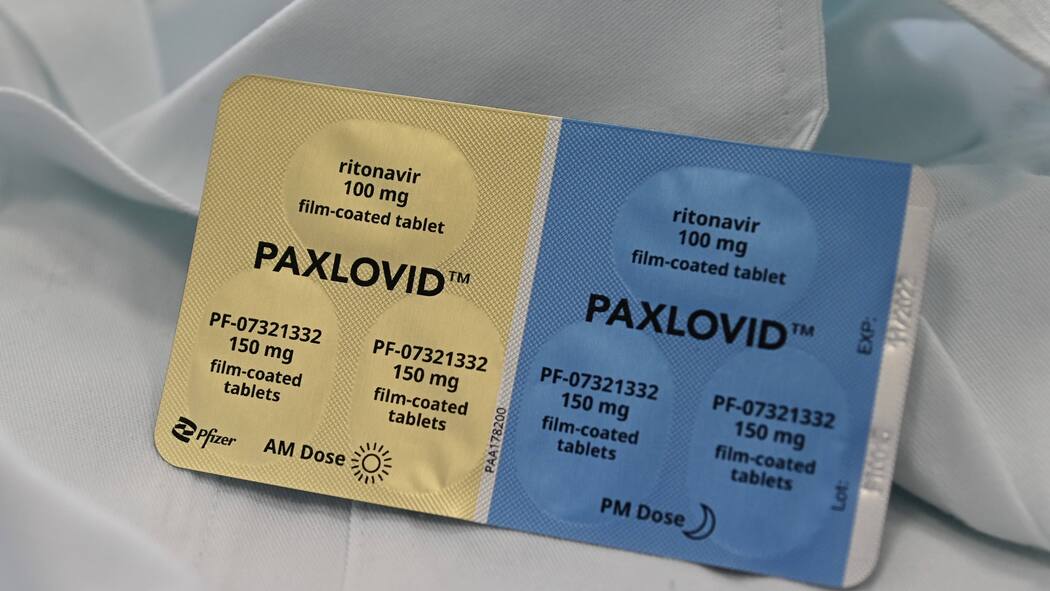 ritonavir
100 mg
film-coated tablet
PAXLOVID™
PF-07321332
150 mg
film-coated
tablets
PF-07321332
150 mg
film-coated
tablets
Pfizer
AM Dose
PAA178200
ritonavir
100 mg
film-coated tablet
PAXLOVID™
PF-07321332
150 mg
film-coated
tablets
PF-07321332
150 mg
film-coated
tablets
PM Dose
EXP:
Lot: